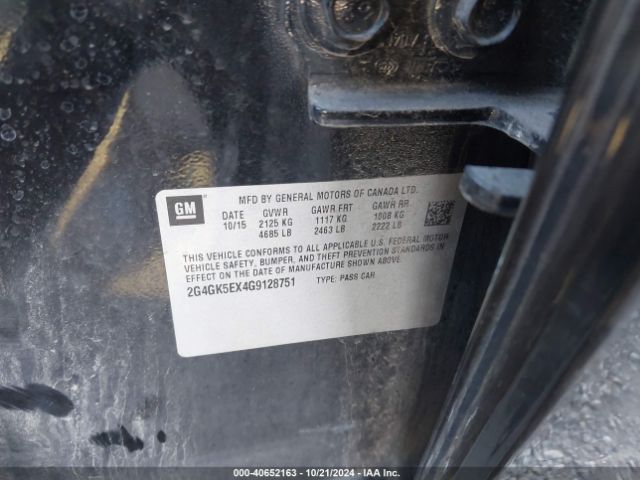 GM
MFD BY GENERAL MOTORS OF CANADA LTD.
DATE GVWR GAWR FRT GAWR RR
10/15 2125 KG 1117 KG 1008 KG
4685 LB 2463 LB 2222 LB
THIS VEHICLE CONFORMS TO ALL APPLICABLE U.S. FEDERAL MOTOR
VEHICLE SAFETY, BUMPER, AND THEFT PREVENTION STANDARDS IN
EFFECT ON THE DATE OF MANUFACTURE SHOWN ABOVE.
2G4GK5EX4G9128751 TYPE: PASS CAR
000-40652163 - 10/21/2024 - IAA Inc.